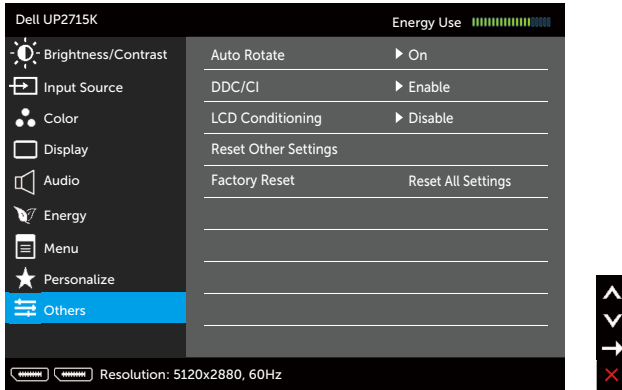 Dell UP2715K
Energy Use
Brightness/Contrast
Auto Rotate On
Input Source
DDC/CI Enable
Color
LCD Conditioning Disable
Display
Reset Other Settings
Audio
Factory Reset Reset All Settings
Energy
Menu
Personalize
Others
Resolution: 5120x2880, 60Hz